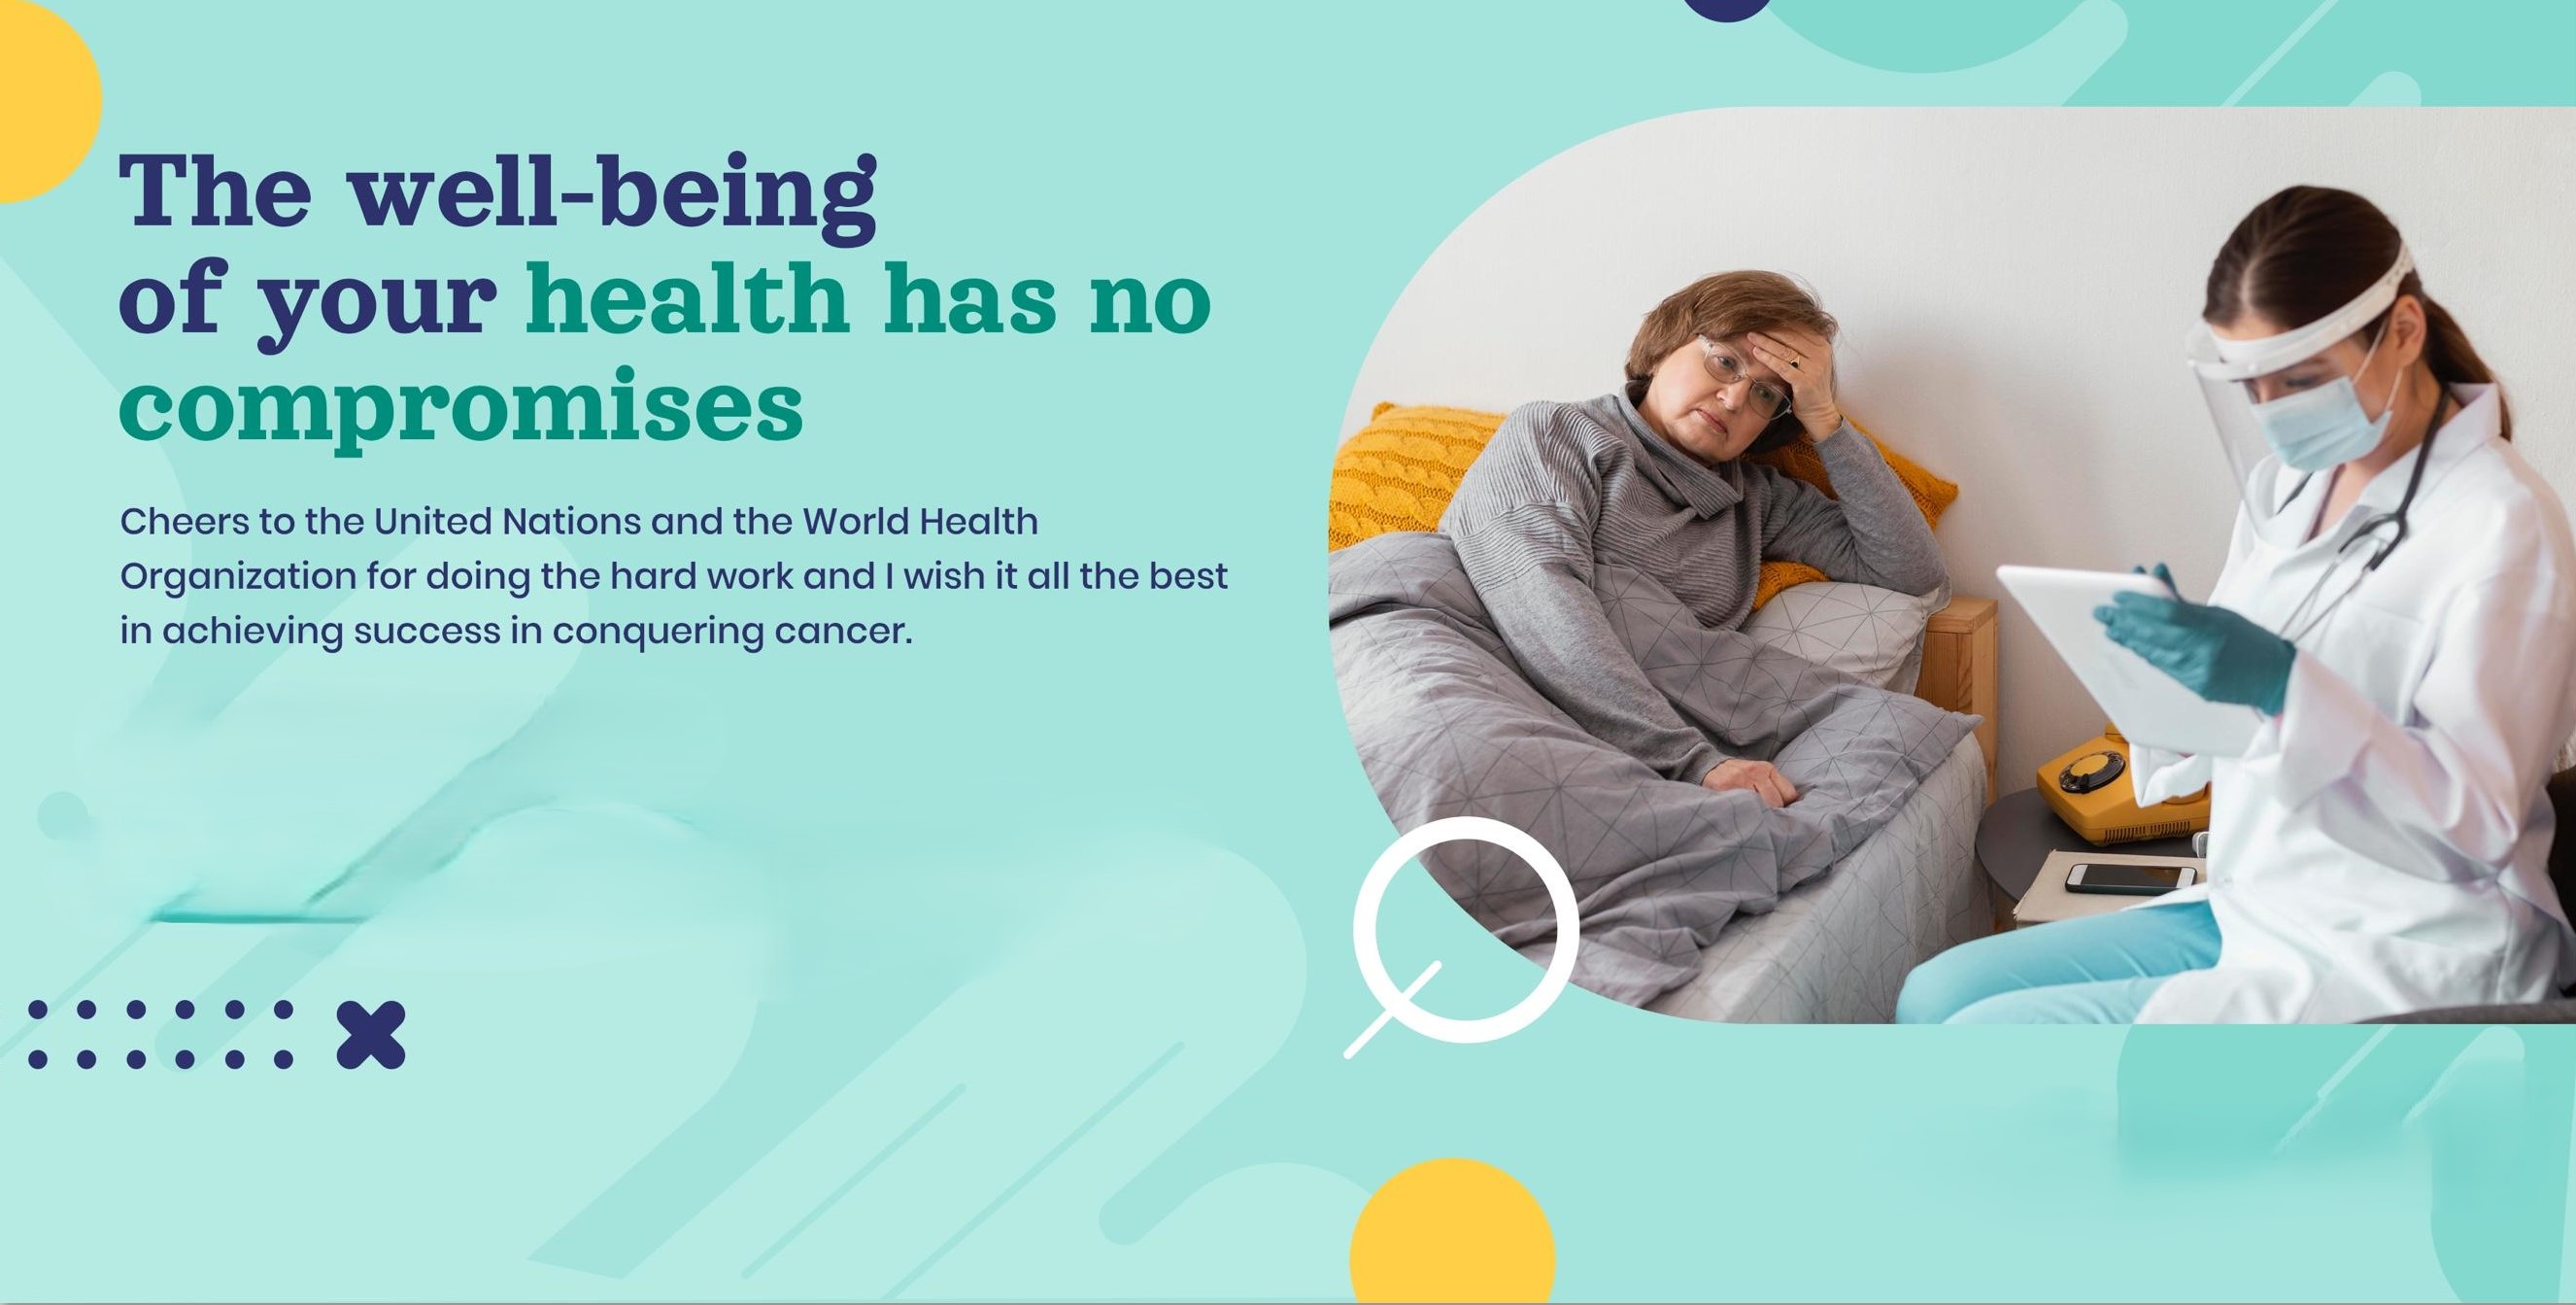 The well-being
of your health has no
compromises
Cheers to the United Nations and the World Health
Organization for doing the hard work and I wish it all the best
in achieving success in conquering cancer.